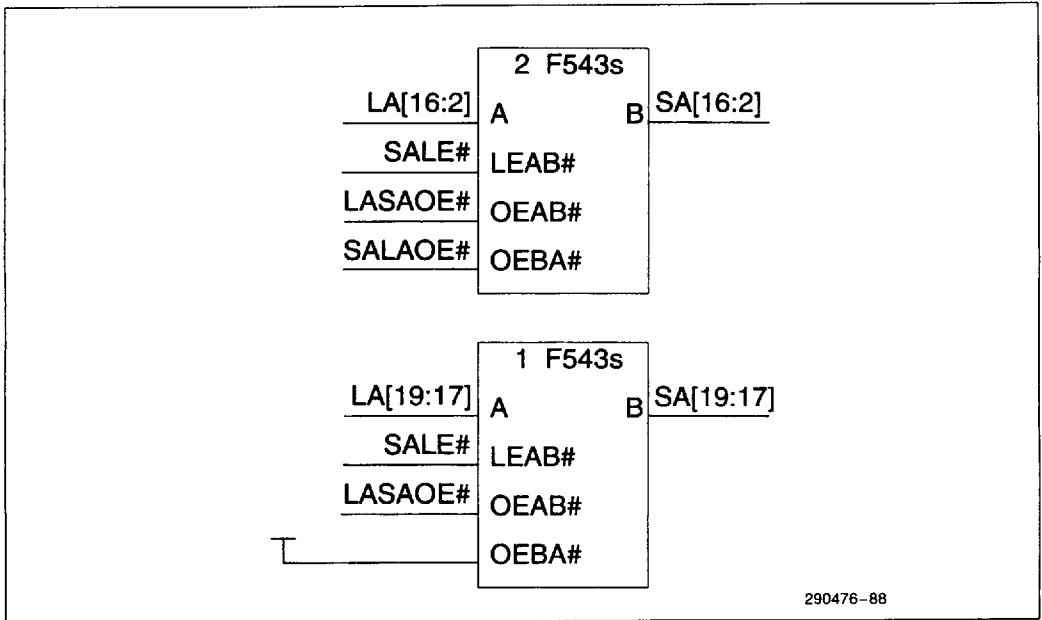 2 F543s
LA[16:2] A B SA[16:2]
SALE# LEAB#
LASAOE# OEAB#
SALAOE# OEBA#
1 F543s
LA[19:17] A B SA[19:17]
SALE# LEAB#
LASAOE# OEAB#
OEBA#
290476–88